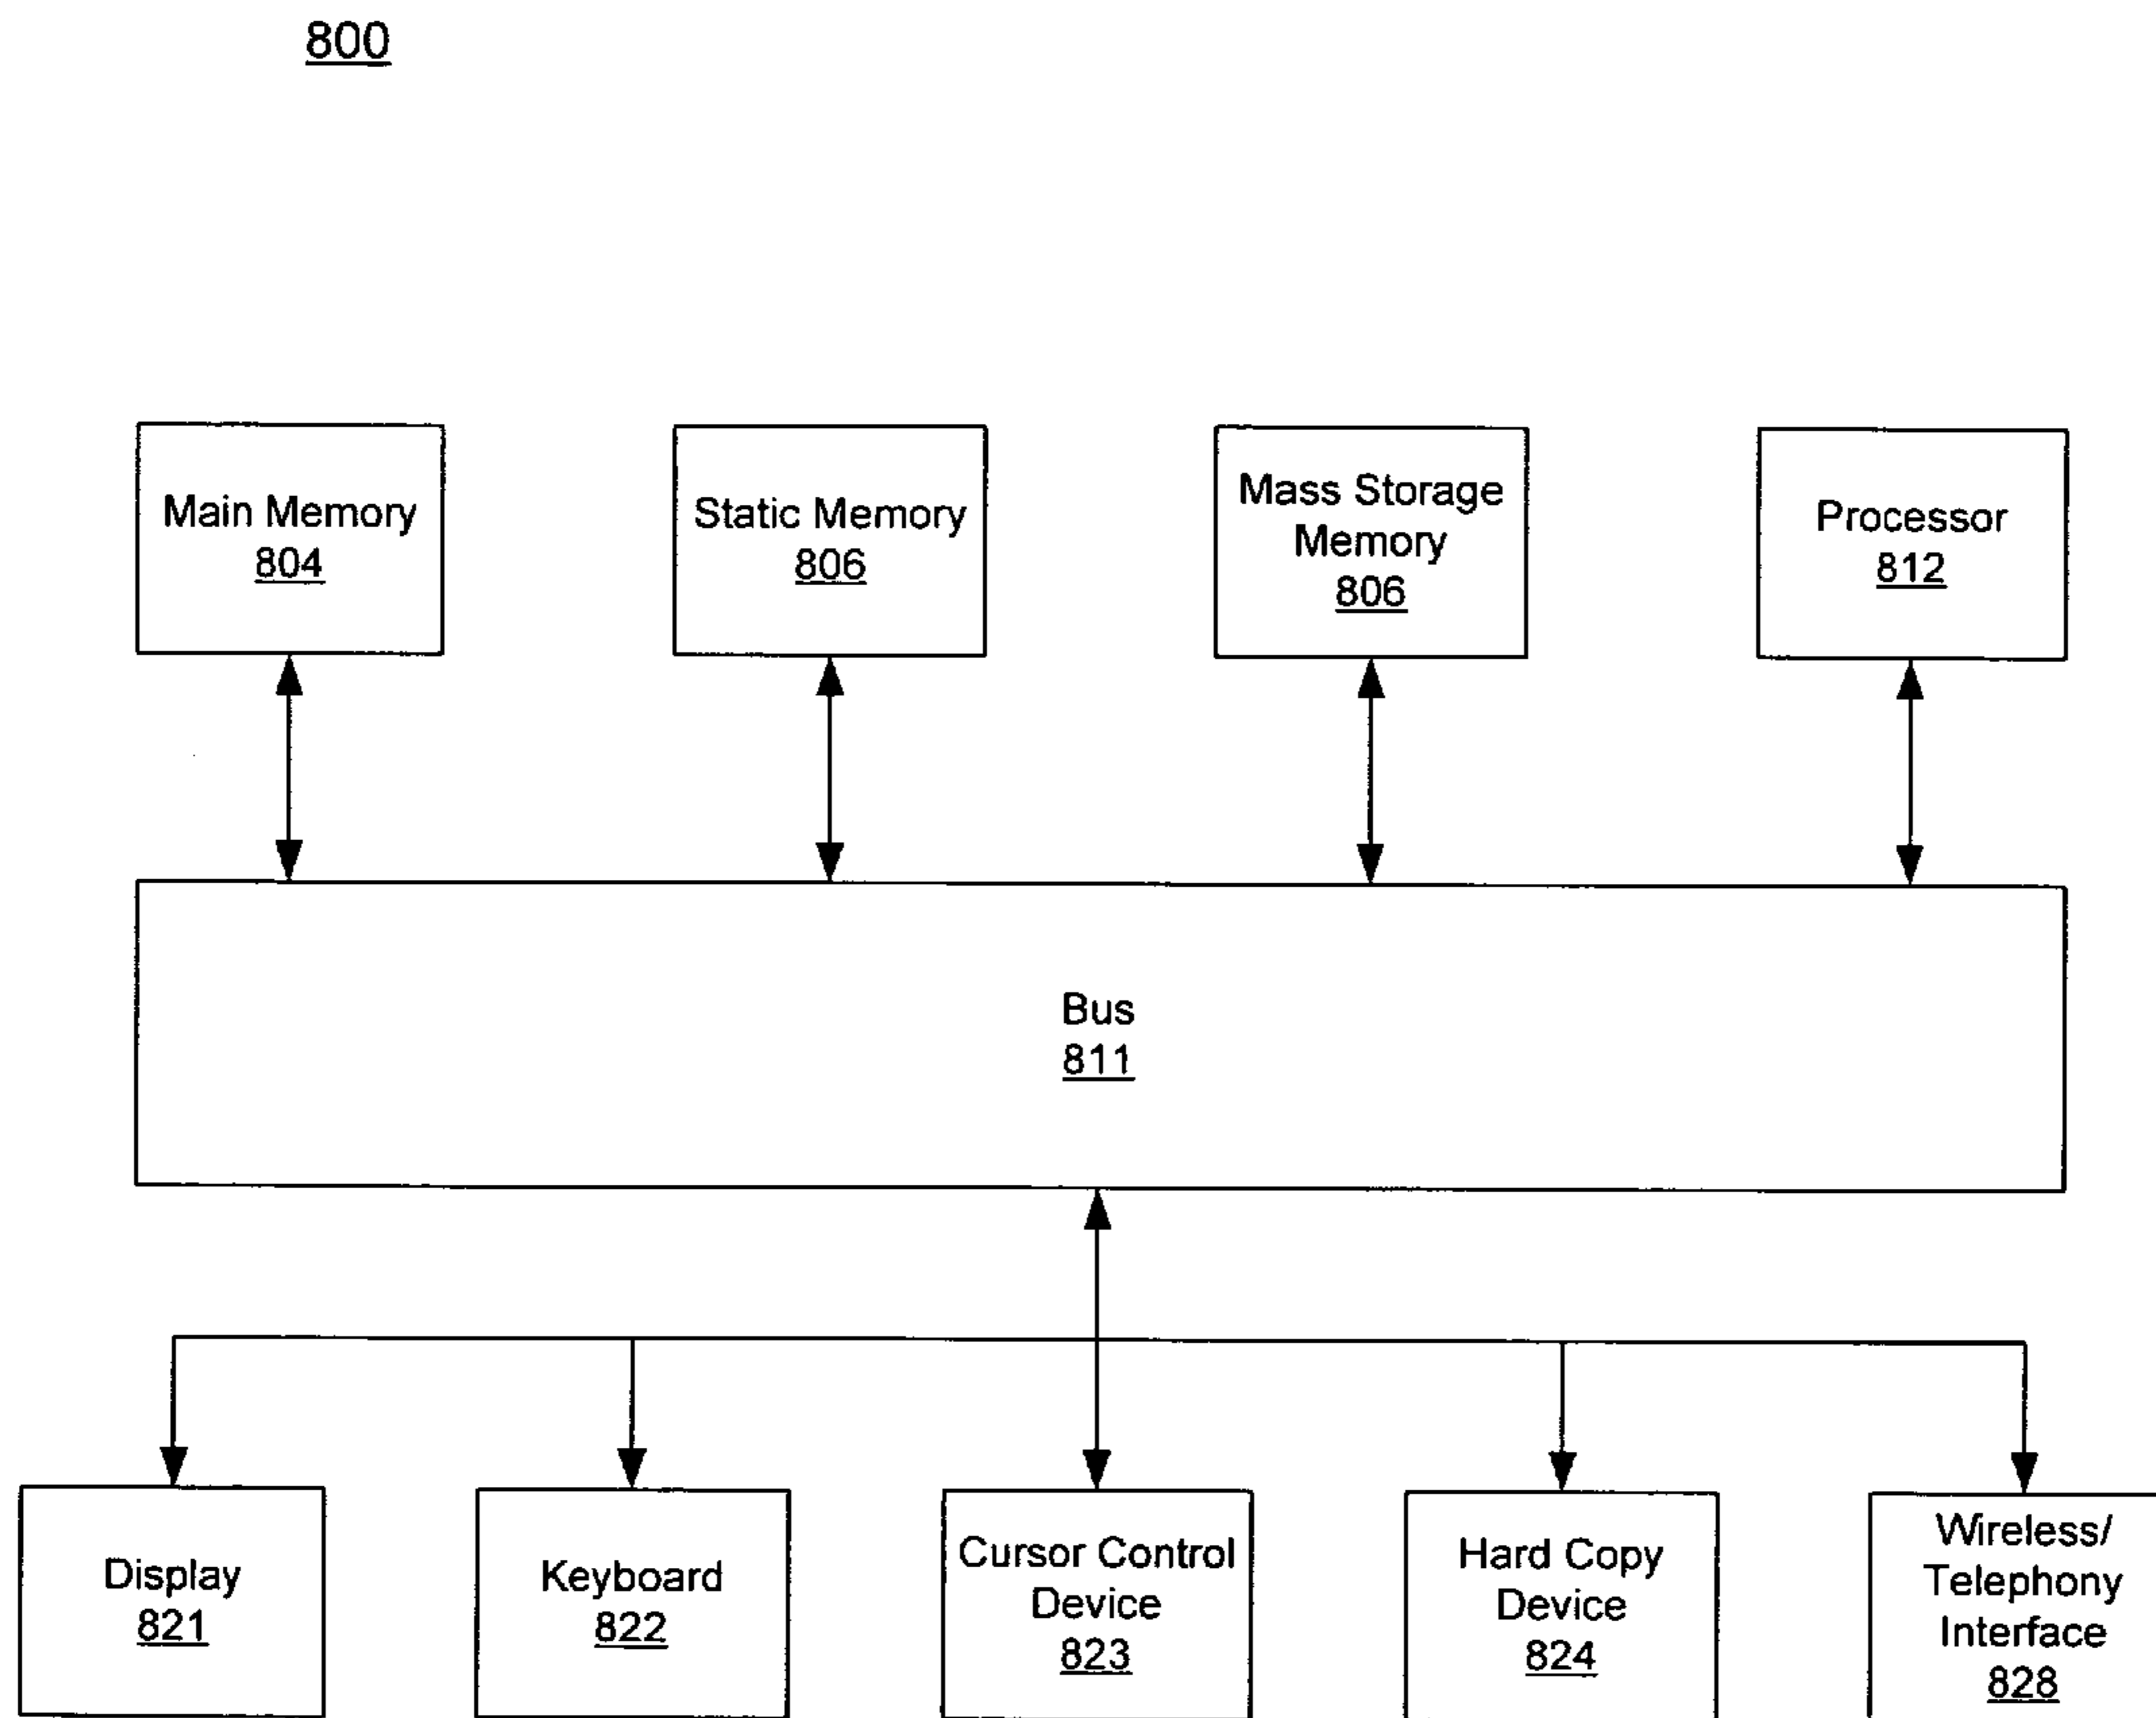 800
Main Memory
804
Static Memory
806
Mass Storage
Memory
806
Processor
812
Bus
811
Display
821
Keyboard
822
Cursor Control
Device
823
Hard Copy
Device
824
Wireless/
Telephony
Interface
828